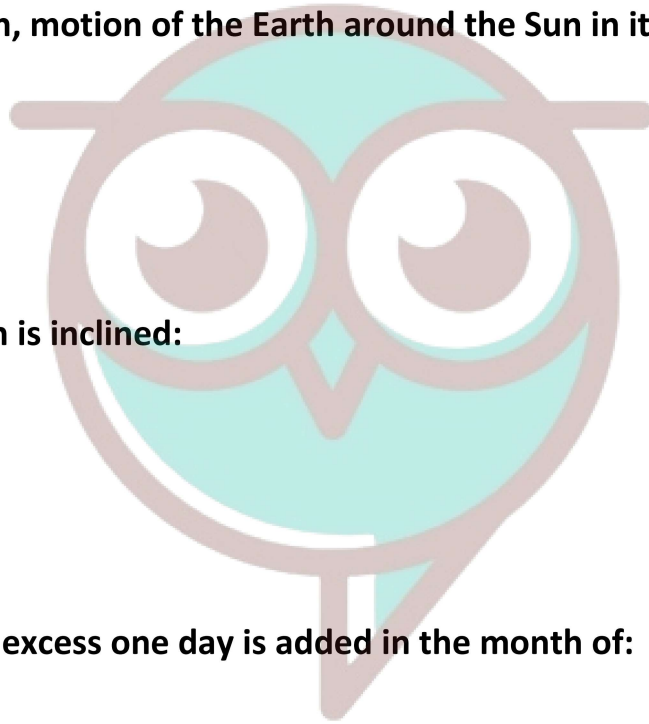 , motion of the Earth around the Sun in it
is inclined:
excess one day is added in the month of: